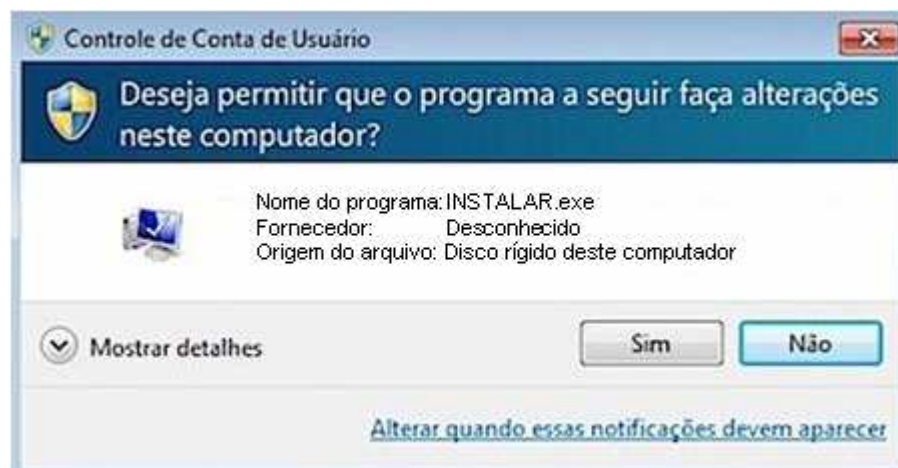 Controle de Conta de Usuário
Deseja permitir que o programa a seguir faça alterações
neste computador?
Nome do programa: INSTALAR.exe
Fornecedor: Desconhecido
Origem do arquivo: Disco rígido deste computador
Mostrar detalhes
Sim
Não
Alterar quando essas notificações devem aparecer